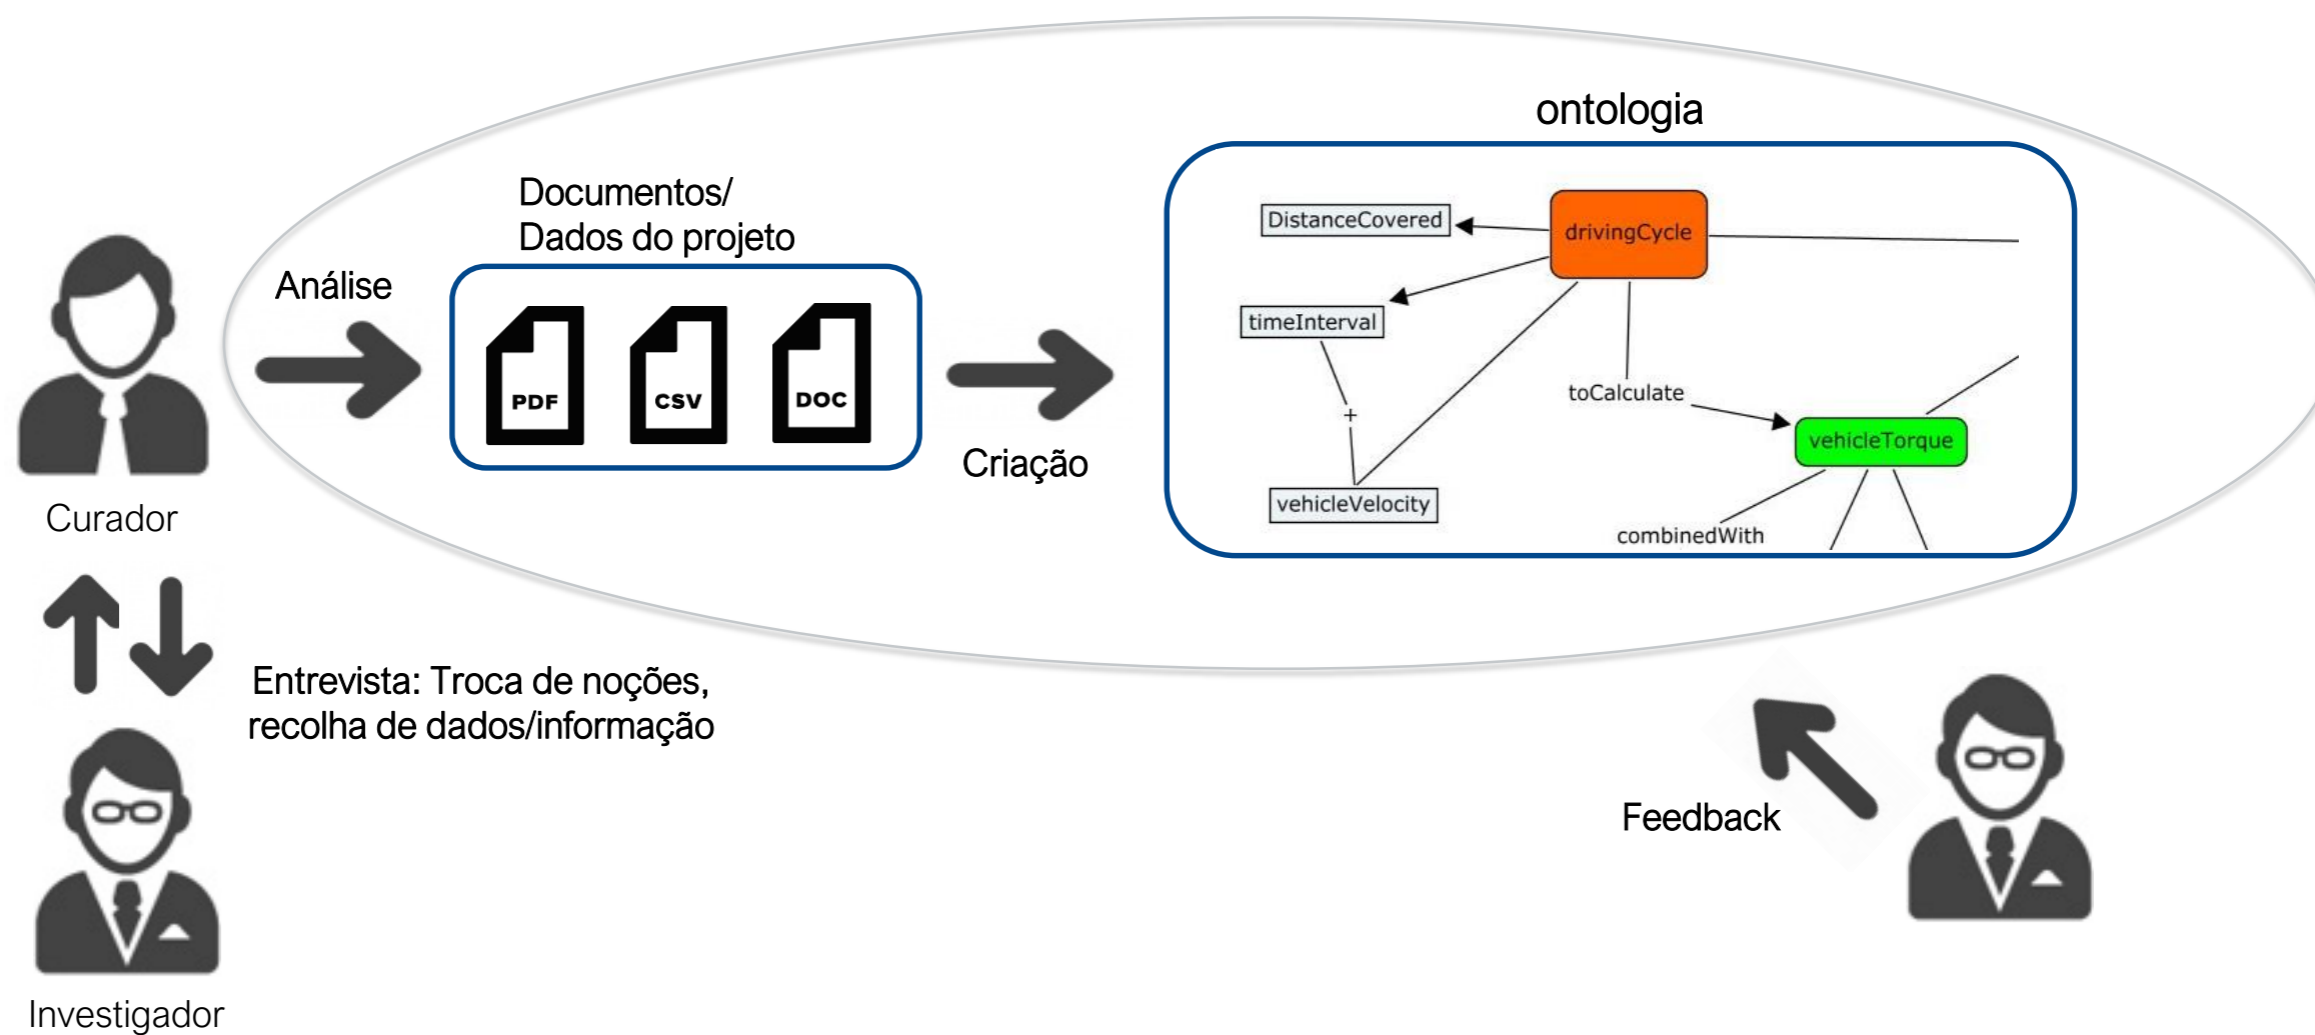 ontologia
Documentos/
Dados do projeto
Análise
PDF
CSV
DOC
Criação
DistanceCovered
drivingCycle
timeInterval
toCalculate
+
vehicleTorque
vehicleVelocity
combinedWith
Curador
Entrevista: Troca de noções,
recolha de dados/informação
Feedback
Investigador